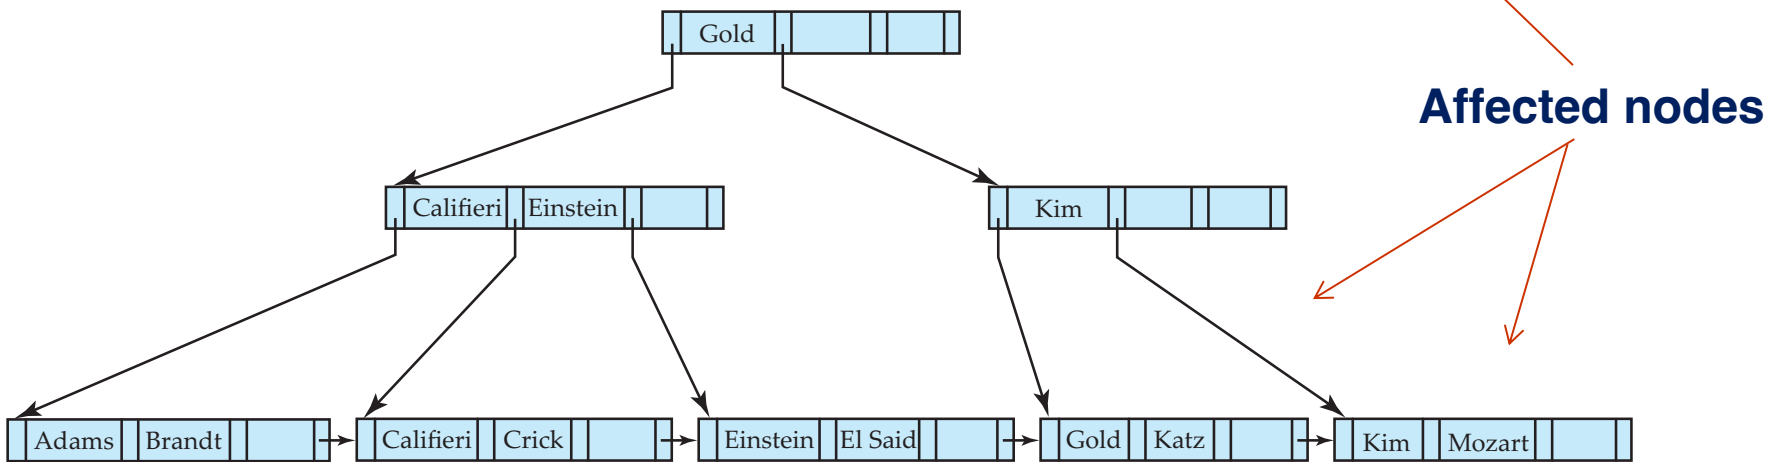 Gold
Affected nodes
Califieri Einstein
Kim
Adams Brandt
Califieri Crick
Einstein El Said
Gold Katz
Kim Mozart